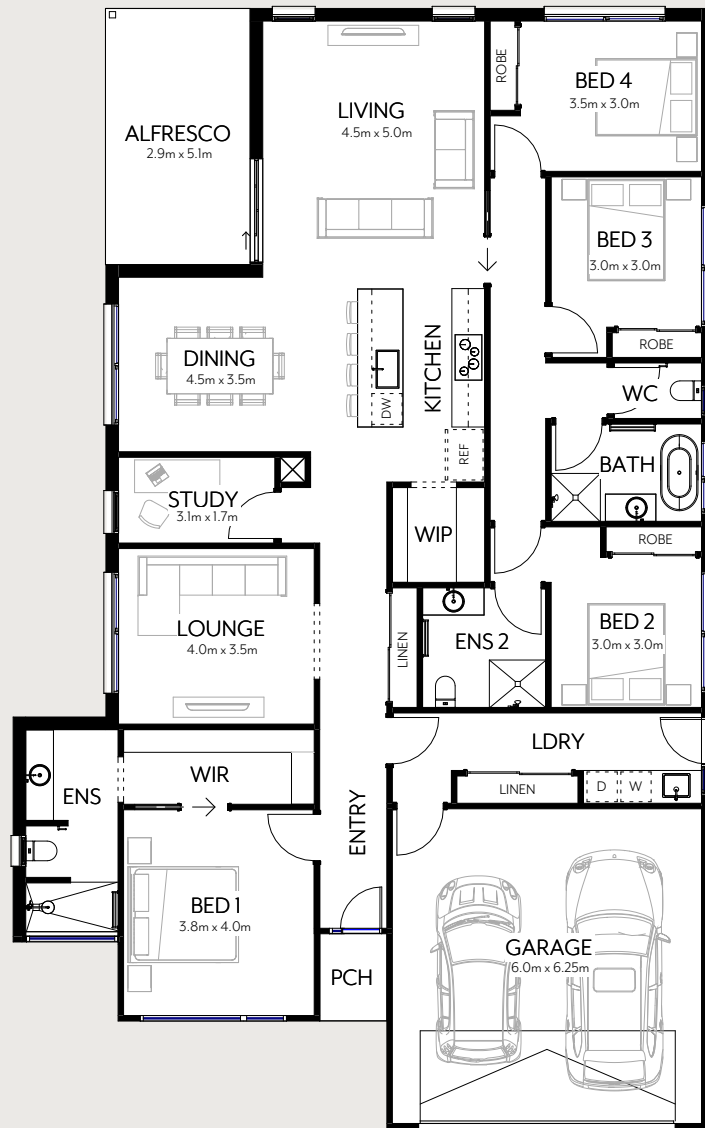 ROBE
BED 4
3.5m x 3.0m
LIVING
4.5m x 5.0m
ALFRESCO
2.9m x 5.1m
BED 3
3.0m x 3.0m
ROBE
DINING
4.5m x 3.5m
KITCHEN
DW
REF
WC
BATH
STUDY
3.1m x 1.7m
WIP
ROBE
LOUNGE
4.0m x 3.5m
LINEN
ENS 2
BED 2
3.0m x 3.0m
LDRY
WIR
ENS
LINEN
D
W
ENTRY
BED 1
3.8m x 4.0m
PCH
GARAGE
6.0m x 6.25m